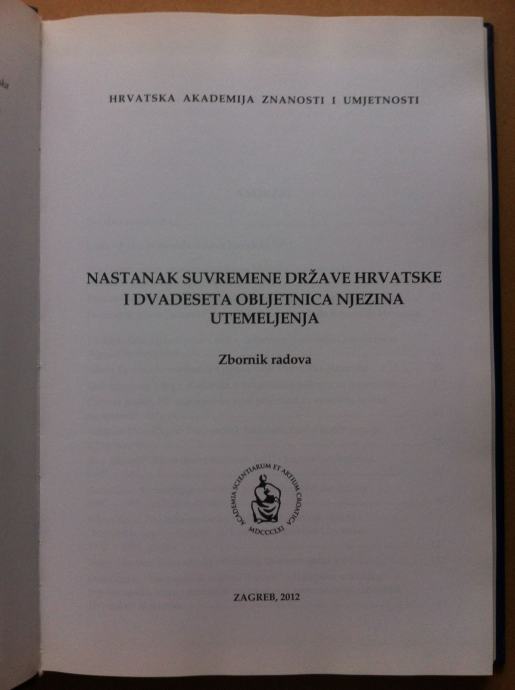 HRVATSKA AKADEMIJA ZNANOSTI I UMJETNOSTI
NASTANAK SUVREMENE DRŽAVE HRVATSKE
I DVADESETA OBLJETNICA NJEZINA
UTEMELJENJA
Zbornik radova
ACADEMIA SCIENTIARUM ET ARTIUM CROATICA
MDCCCLXI
ZAGREB, 2012